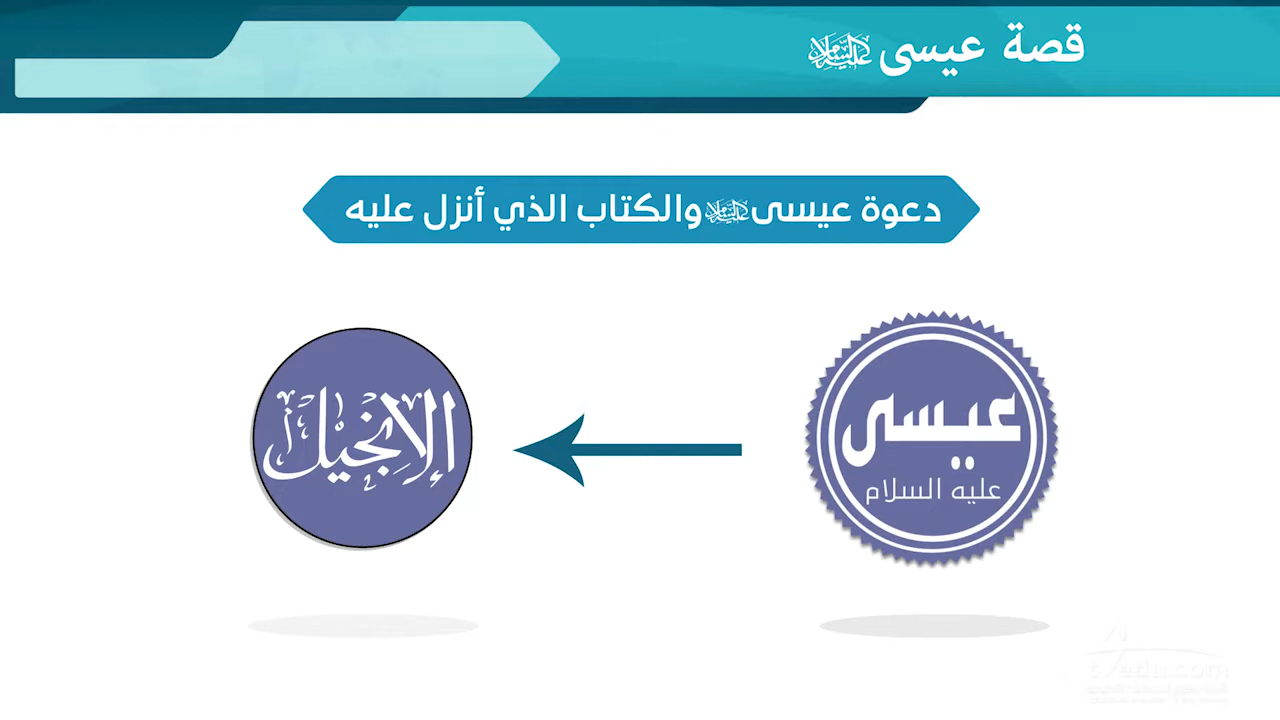 قصة عيسى عليه السلام
دعوة عيسى عليه السلام والكتاب الذي أنزل عليه
عيسى
عليه السلام
الإنجيل